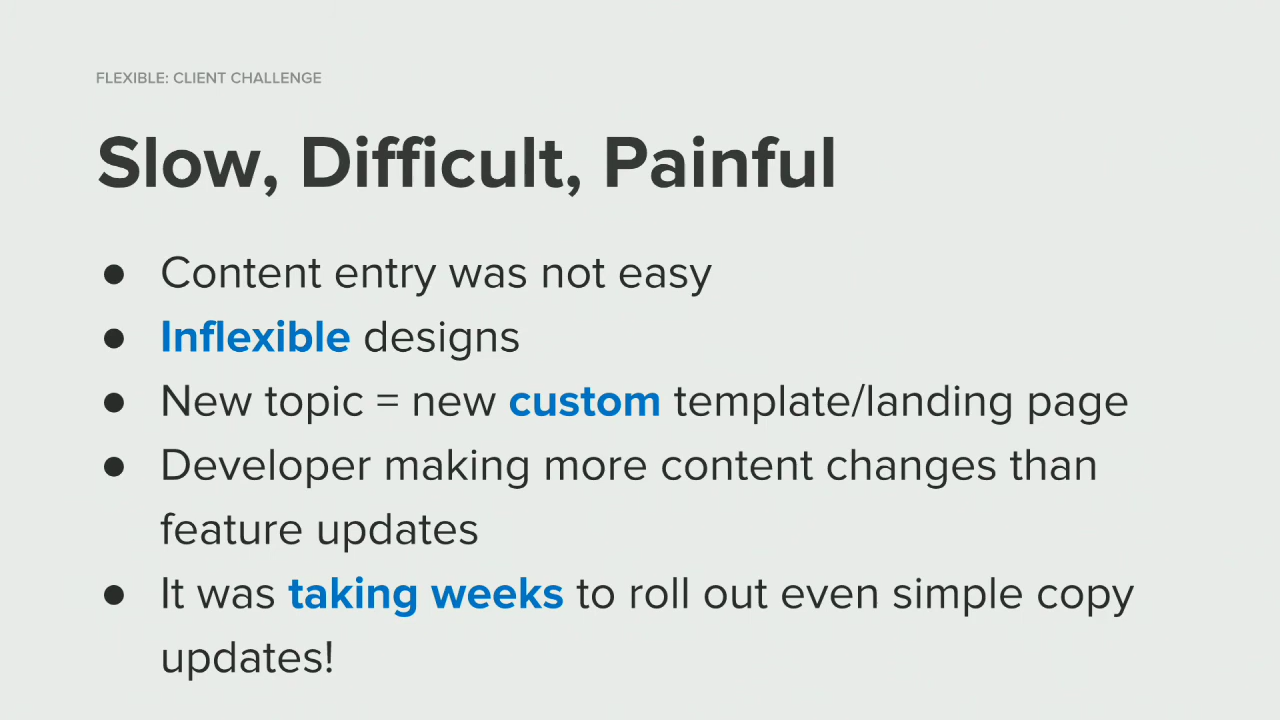 FLEXIBLE: CLIENT CHALLENGE
Slow, Difficult, Painful
● Content entry was not easy
● Inflexible designs
● New topic = new custom template/landing page
● Developer making more content changes than
feature updates
● It was taking weeks to roll out even simple copy
updates!